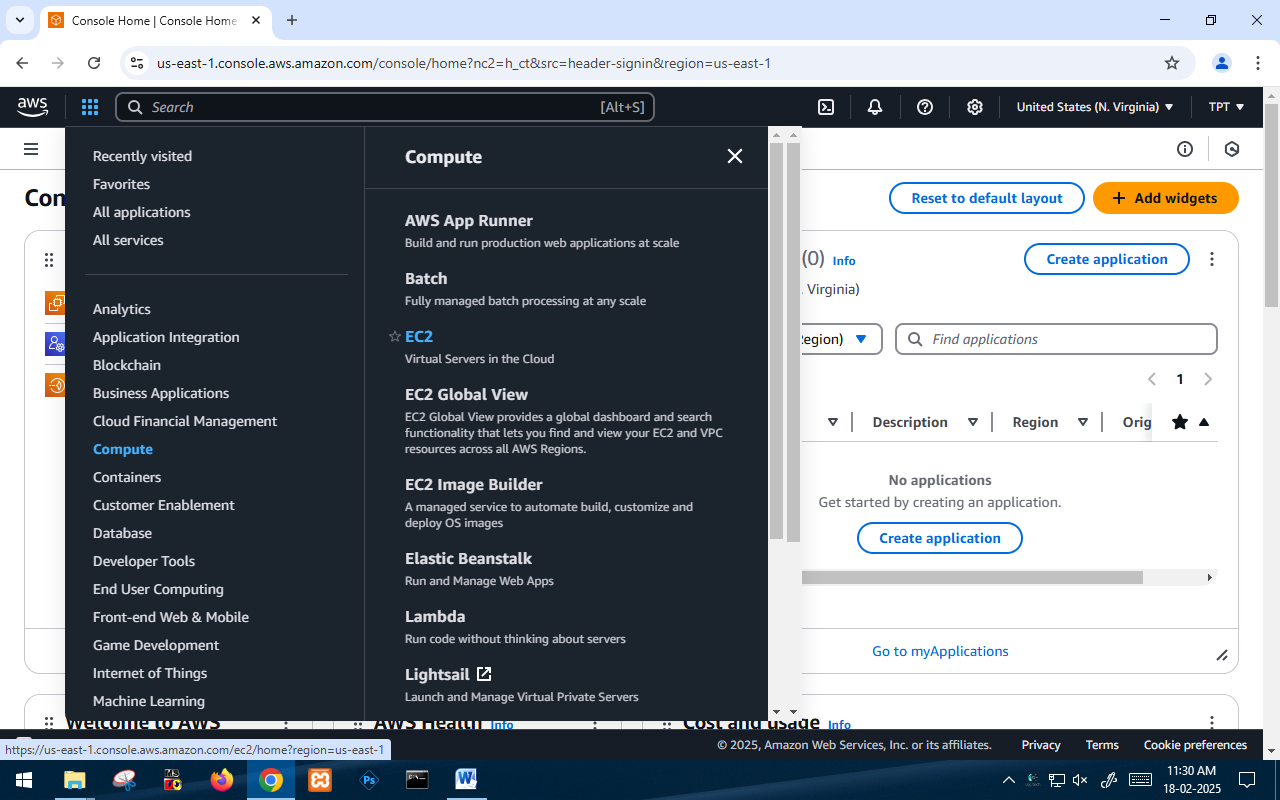 Console Home | Console Home
us-east-1.console.aws.amazon.com/console/home?nc2=h_ct&src=header-signin&region=us-east-1
aws
Search
[Alt+S]
United States (N. Virginia)
TPT
Recently visited
Favorites
All applications
All services
Analytics
Application Integration
Blockchain
Business Applications
Cloud Financial Management
Compute
Containers
Customer Enablement
Database
Developer Tools
End User Computing
Front-end Web & Mobile
Game Development
Internet of Things
Machine Learning
Compute
AWS App Runner
Build and run production web applications at scale
Batch
Fully managed batch processing at any scale
EC2
Virtual Servers in the Cloud
EC2 Global View
EC2 Global View provides a global dashboard and search
functionality that lets you find and view your EC2 and VPC
resources across all AWS Regions.
EC2 Image Builder
A managed service to automate build, customize and
deploy OS images
Elastic Beanstalk
Run and Manage Web Apps
Lambda
Run code without thinking about servers
Lightsail
Launch and Manage Virtual Private Servers
Con
Reset to default layout
Add widgets
(0) Info
Create application
Virginia)
egion)
Find applications
1
Description
Region
Orig
No applications
Get started by creating an application.
Create application
Go to myApplications
Welcome to AWS
AWS Health Info
Cost and usage Info
https://us-east-1.console.aws.amazon.com/ec2/home?region=us-east-1
© 2025, Amazon Web Services, Inc. or its affiliates.
Privacy
Terms
Cookie preferences
11:30 AM
18-02-2025